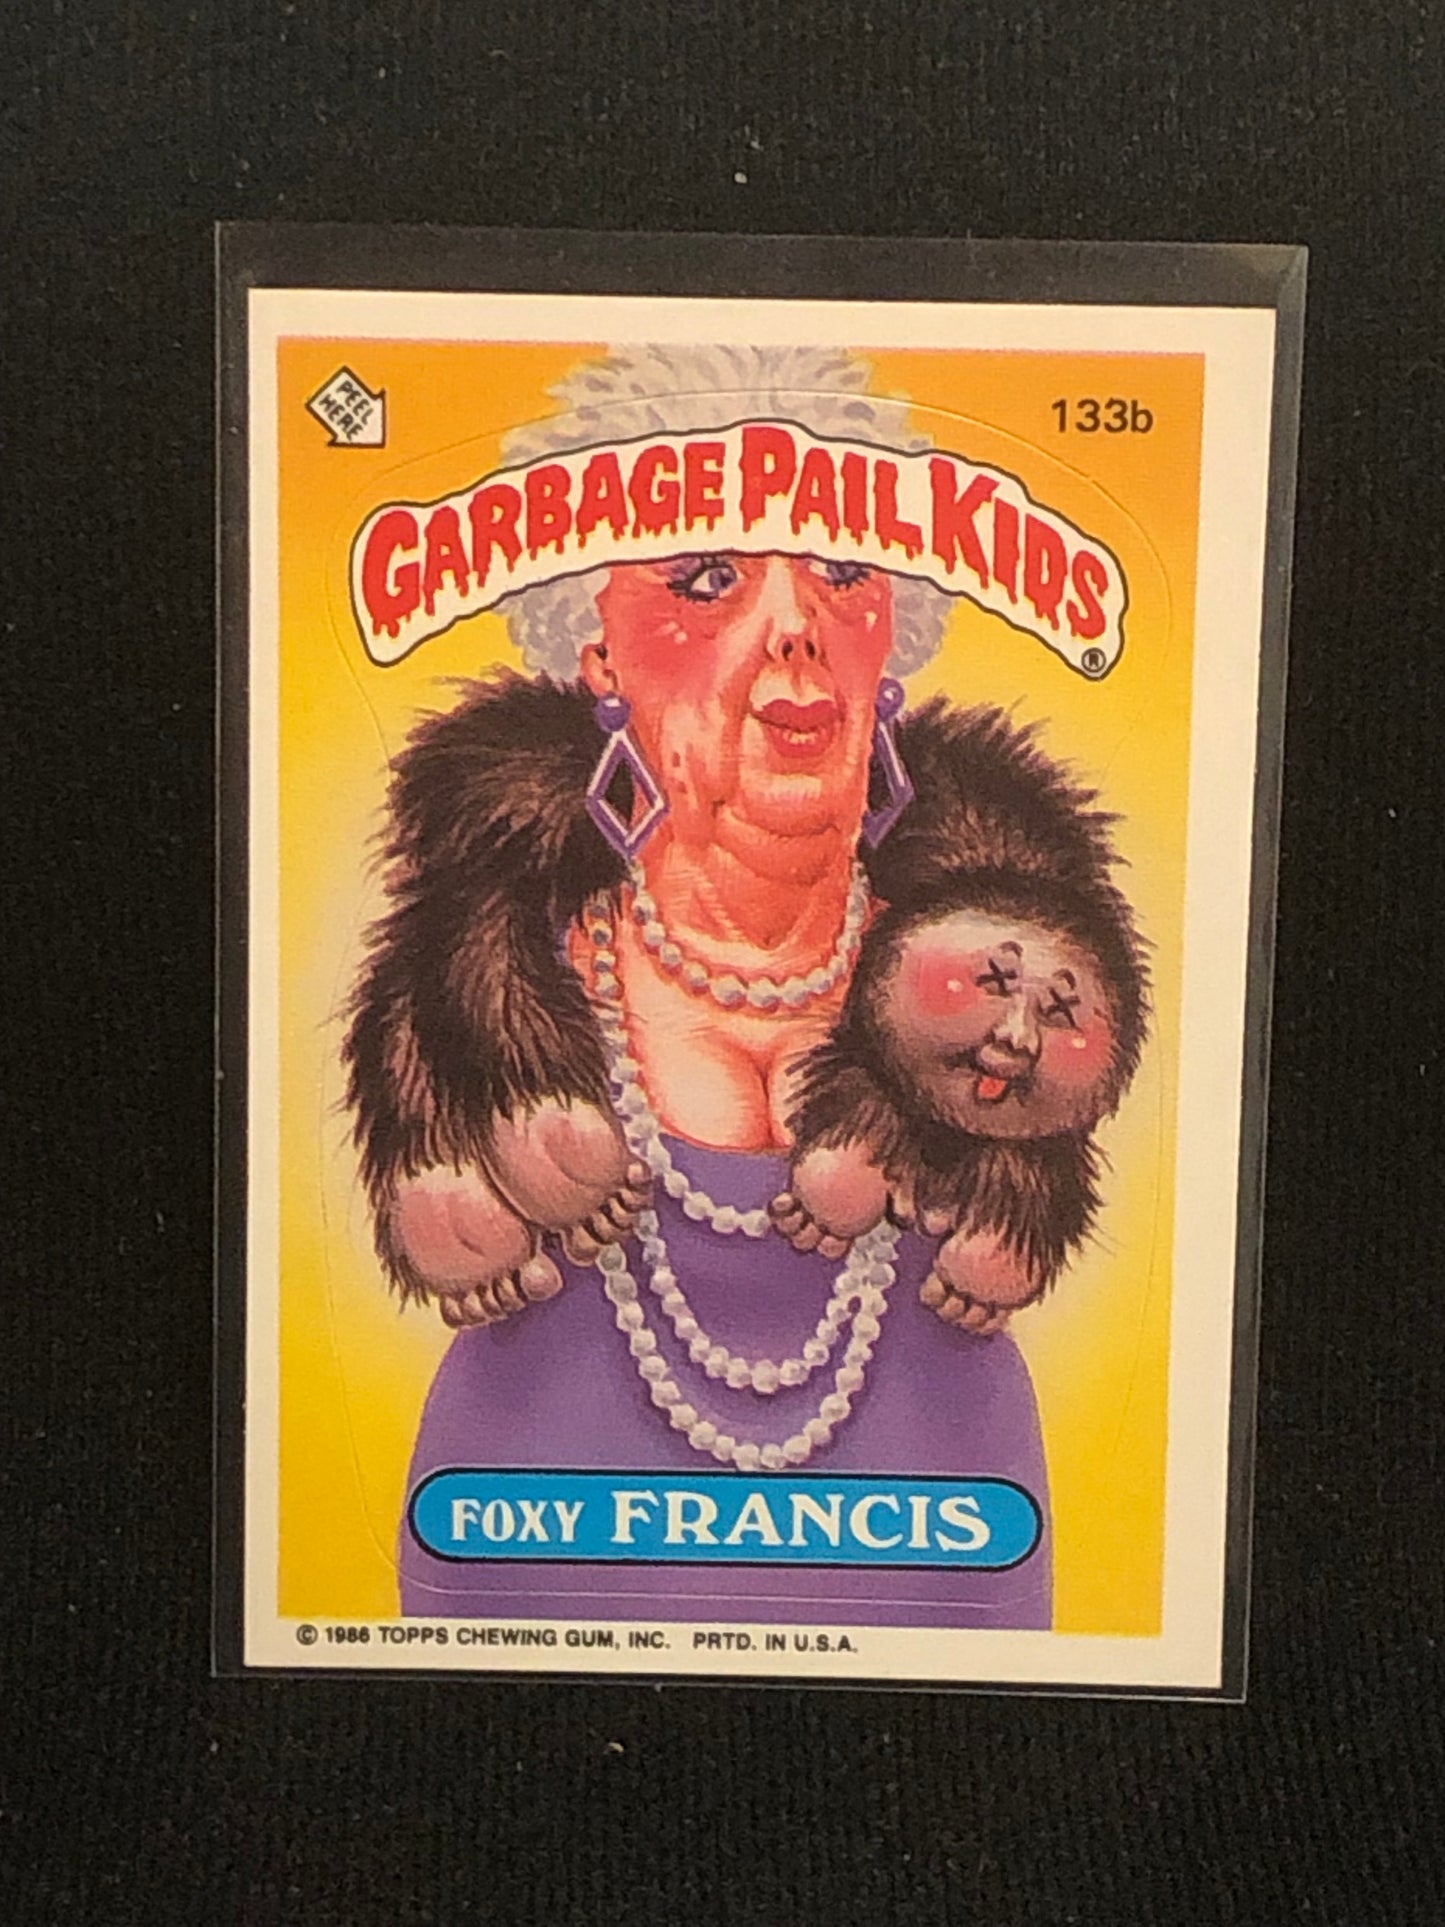 PEEL
HERE
133b
GARBAGE PAIL KIDS®
FOXY FRANCIS
© 1986 TOPPS CHEWING GUM, INC. PRTD. IN U.S.A.